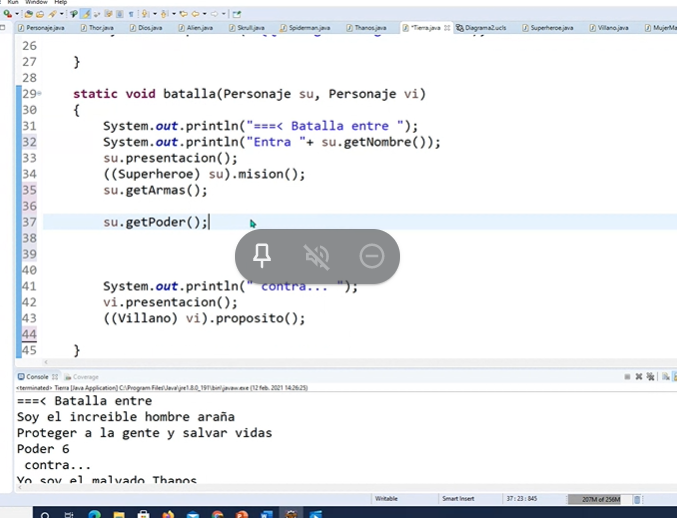 Run Window Help
Personaje.java Thor.java Dios.java Alien.java Skrull.java Spiderman.java Thanos.java *Tierra.java Diagrama2.ucls Superheroe.java Villano.java
26
27 }
28
29 static void batalla(Personaje su, Personaje vi)
30 {
31 System.out.println("===< Batalla entre ");
32 System.out.println("Entra "+ su.getNombre());
33 su.presentacion();
34 ((Superheroe) su).mision();
35 su.getArmas();
36
37 su.getPoder();
38
39
40
41 System.out.println(" contra... ");
42 vi.presentacion();
43 ((Villano) vi).proposito();
44
45 }
Console Coverage
<terminated> Tierra [Java Application] C:\Program Files\Java\jre1.8.0_191\bin\javaw.exe (12 feb. 2021 14:26:25)
===< Batalla entre
Soy el increible hombre araña
Proteger a la gente y salvar vidas
Poder 6
contra...
Yo soy el malvado Thanos
Writable Smart Insert 37 : 23 : 845 207M of 256M